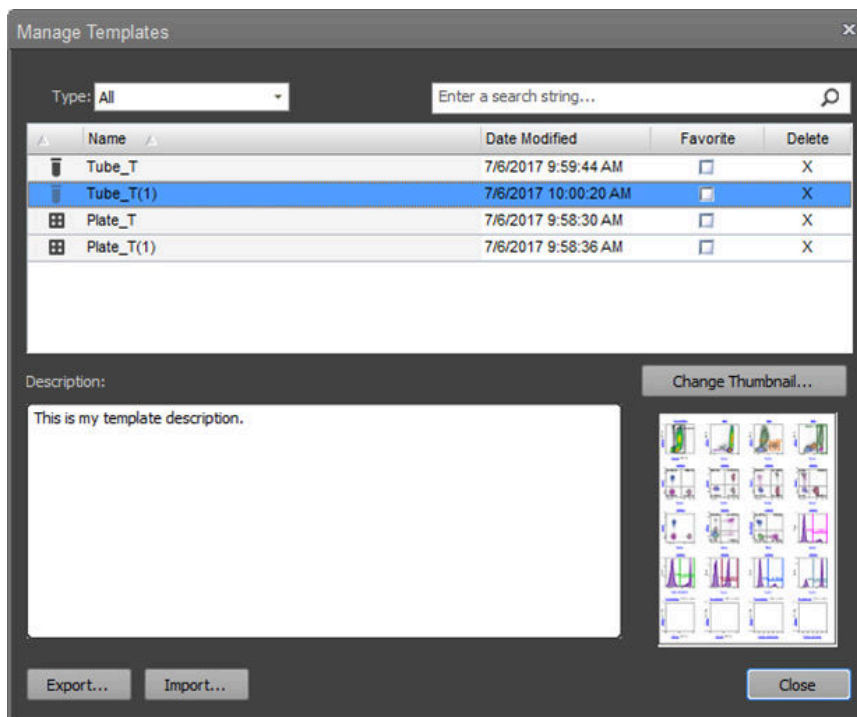 Manage Templates
Type: All
Enter a search string...
Name Date Modified Favorite Delete
Tube_T 7/6/2017 9:59:44 AM X
Tube_T(1) 7/6/2017 10:00:20 AM X
Plate_T 7/6/2017 9:58:30 AM X
Plate_T(1) 7/6/2017 9:58:36 AM X
Description:
Change Thumbnail...
This is my template description.
Export... Import... Close